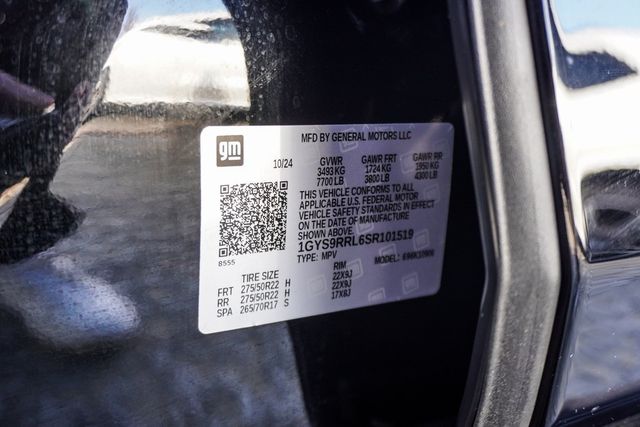 gm
MFD BY GENERAL MOTORS LLC
10/24 GVWR GAWR FRT GAWR RR
3493 KG 1724 KG 1950 KG
7700 LB 3800 LB 4300 LB
THIS VEHICLE CONFORMS TO ALL
APPLICABLE U.S. FEDERAL MOTOR
VEHICLE SAFETY STANDARDS IN EFFECT
ON THE DATE OF MANUFACTURE
SHOWN ABOVE.
1GYS9RRL6SR101519
8555
TYPE: MPV MODEL:
TIRE SIZE RIM
FRT 275/50R22 H 22X9J
RR 275/50R22 H 22X9J
SPA 265/70R17 S 17X8J